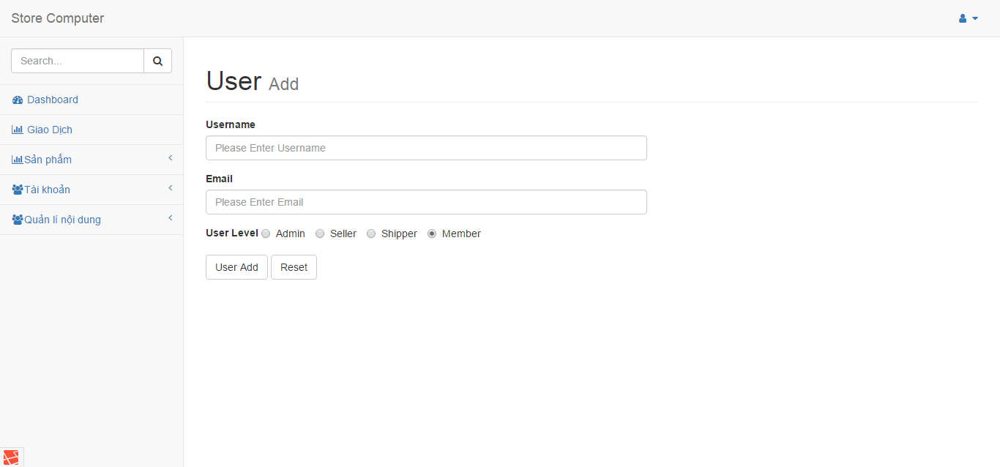 Store Computer
Search...
Dashboard
Giao Dịch
Sản phẩm
Tài khoản
Quản lí nội dung
User Add
Username
Please Enter Username
Email
Please Enter Email
User Level Admin Seller Shipper Member
User Add Reset